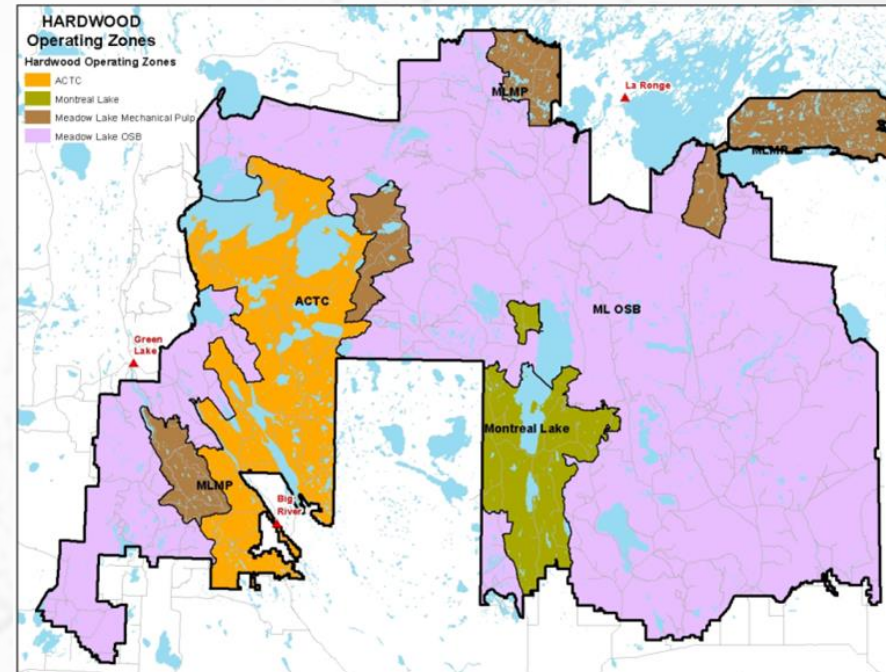 HARDWOOD
Operating Zones
Hardwood Operating Zones
ACTC
Montreal Lake
Meadow Lake Mechanical Pulp
Meadow Lake OSB
MLMP
La Ronge
MLMP
ACTC
ML OSB
Green
Lake
Montreal Lake
MLMP
Big
River